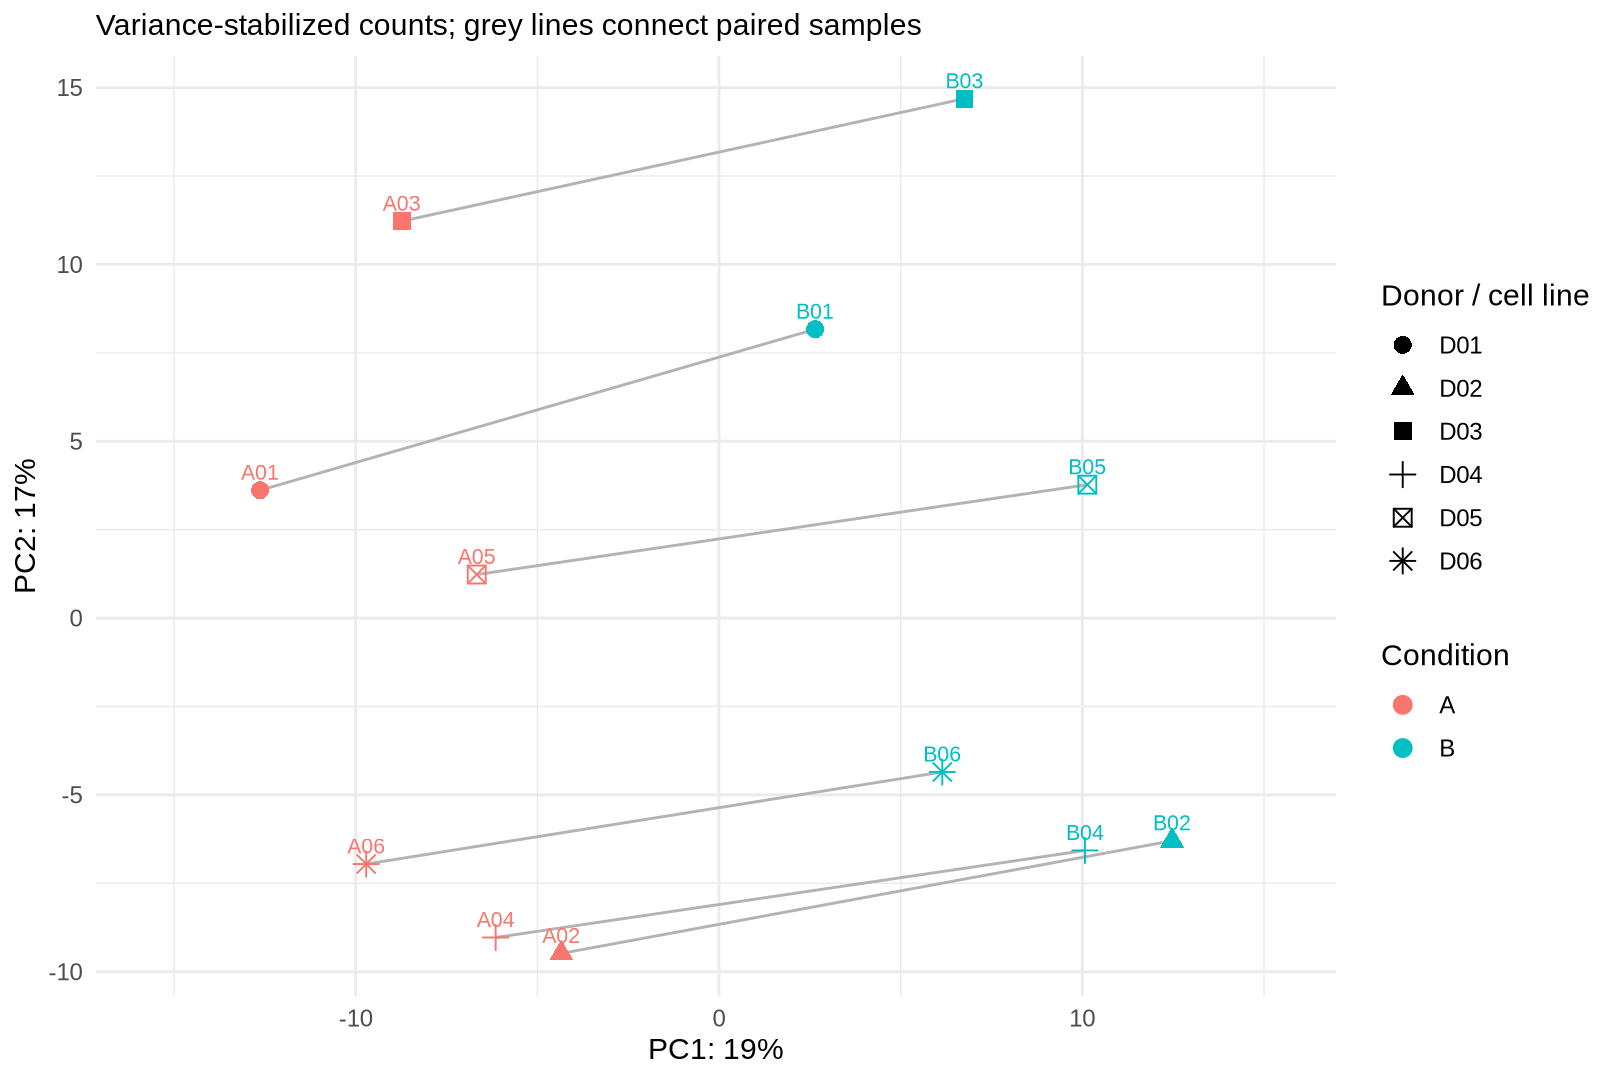 Variance-stabilized counts; grey lines connect paired samples
15
10
5
0
-5
-10
PC2: 17%
B03
A03
B01
A01
B05
A05
B06
A06
B04
B02
A04
A02
-10
0
10
PC1: 19%
Donor / cell line
D01
D02
D03
D04
D05
D06
Condition
A
B